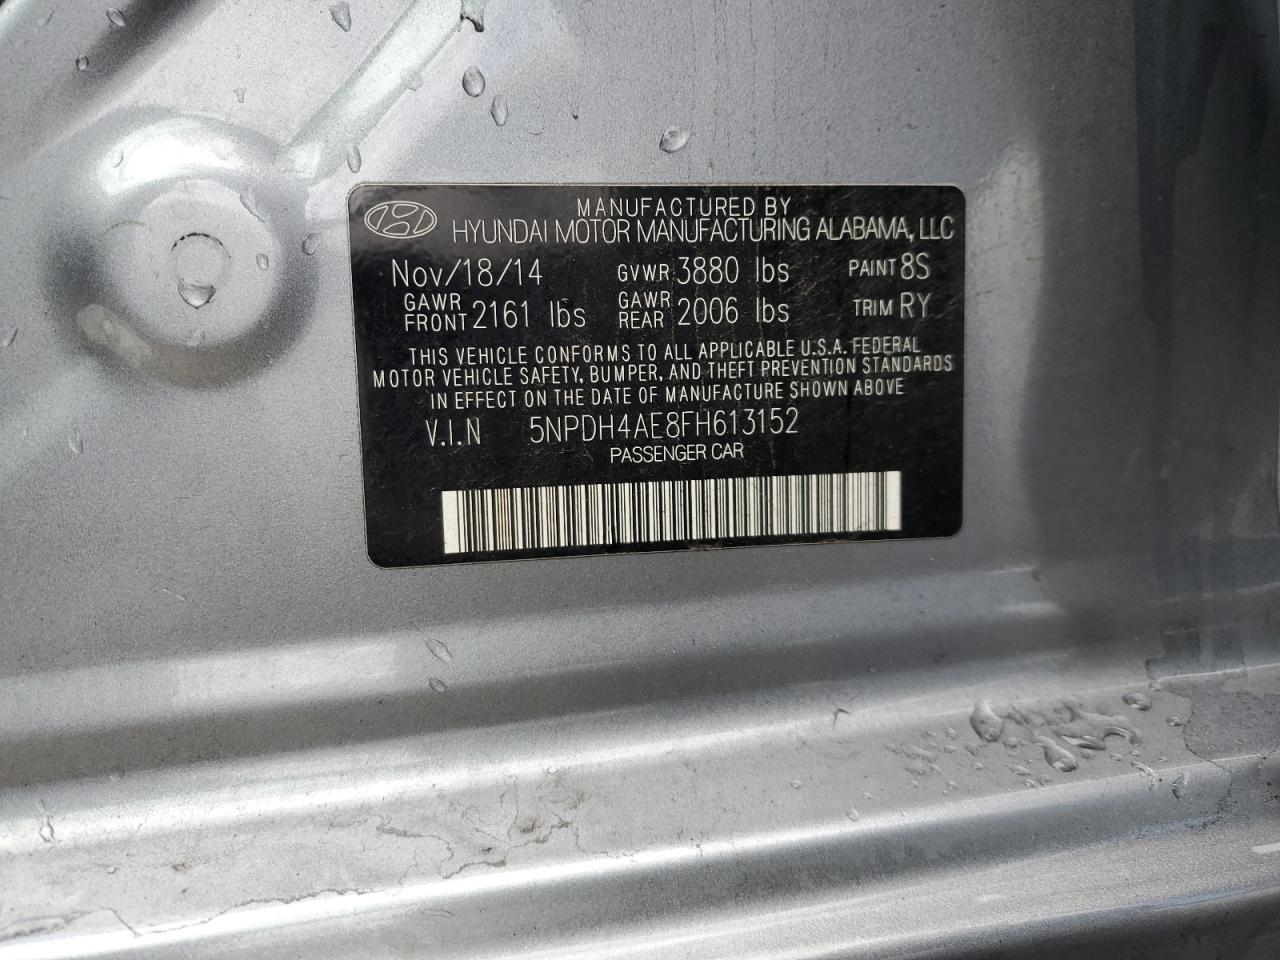 MANUFACTURED BY
HYUNDAI MOTOR MANUFACTURING ALABAMA, LLC
Nov/18/14 GVWR 3880 lbs PAINT 8S
GAWR FRONT 2161 lbs GAWR REAR 2006 lbs TRIM RY
THIS VEHICLE CONFORMS TO ALL APPLICABLE U.S.A. FEDERAL
MOTOR VEHICLE SAFETY, BUMPER, AND THEFT PREVENTION STANDARDS
IN EFFECT ON THE DATE OF MANUFACTURE SHOWN ABOVE
V.I.N 5NPDH4AE8FH613152
PASSENGER CAR